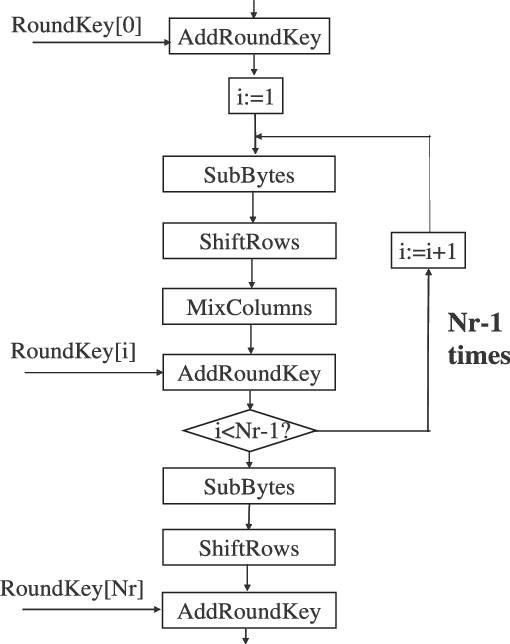 RoundKey[0]
AddRoundKey
i:=1
SubBytes
ShiftRows
i:=i+1
MixColumns
Nr-1
times
RoundKey[i]
AddRoundKey
i<Nr-1?
SubBytes
ShiftRows
RoundKey[Nr]
AddRoundKey